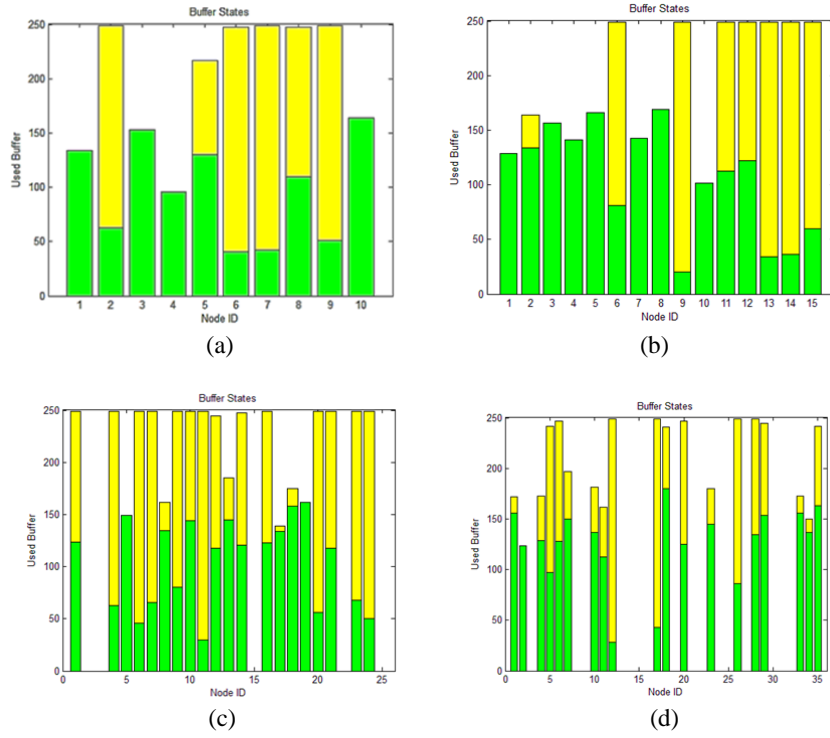 Buffer States
250
200
150
100
50
0
Used Buffer
1 2 3 4 5 6 7 8 9 10
Node ID
(a)
Buffer States
250
200
150
100
50
0
Used Buffer
1 2 3 4 5 6 7 8 9 10 11 12 13 14 15
Node ID
(b)
Buffer States
250
200
150
100
50
0
Used Buffer
0 5 10 15 20 25
Node ID
(c)
Buffer States
250
200
150
100
50
0
Used Buffer
0 5 10 15 20 25 30 35
Node ID
(d)